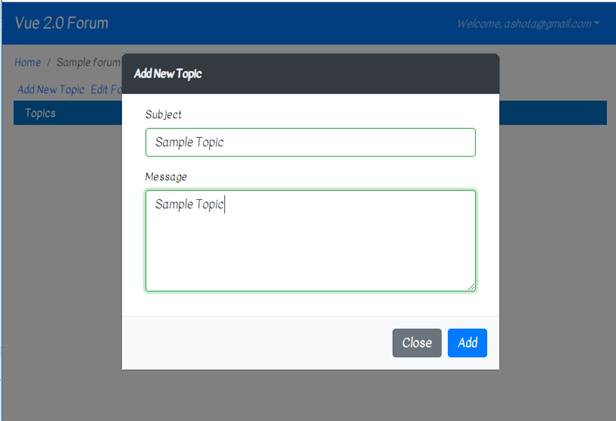 Vue 2.0 Forum
Welcome, ashota@gmail.com
Home / Sample forum
Add New Topic Edit Fo
Topics
Add New Topic
Subject
Sample Topic
Message
Sample Topic
Close Add